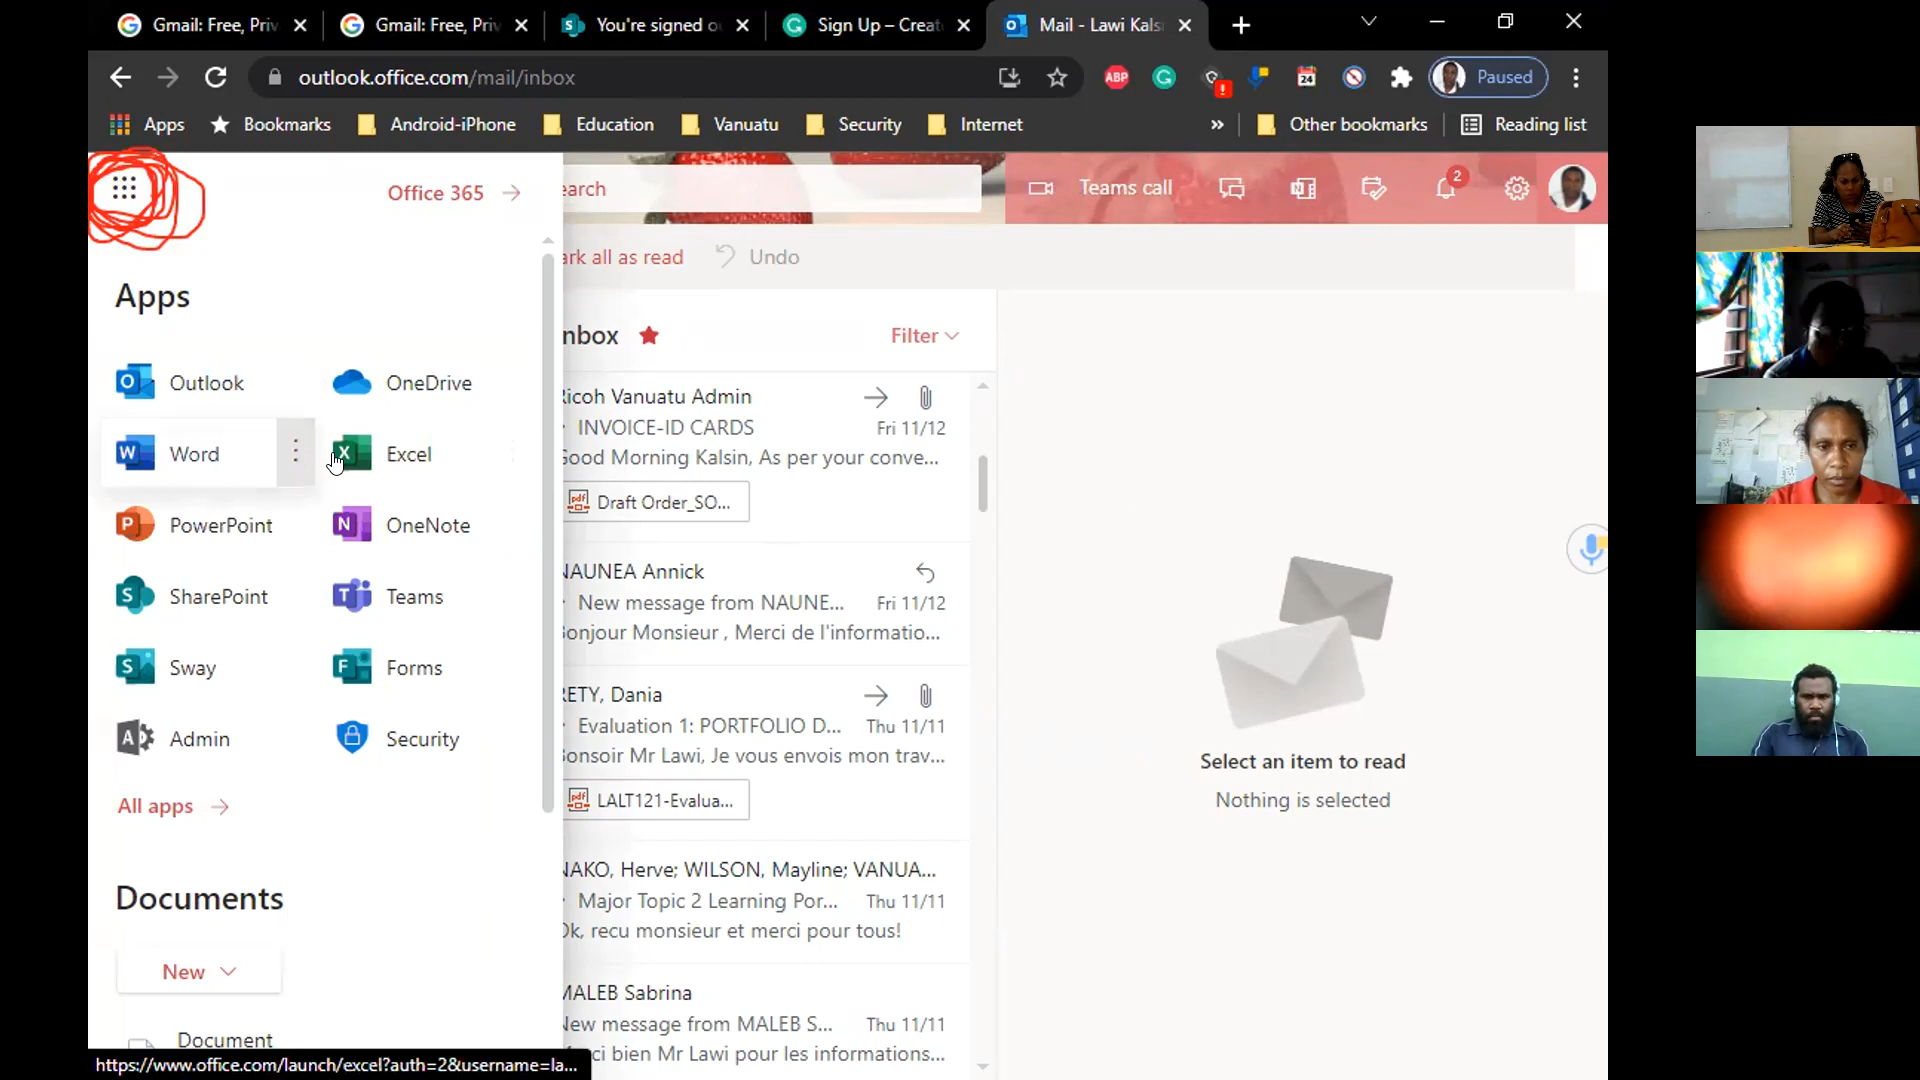 Gmail: Free, Priv
Gmail: Free, Priv
You're signed o
Sign Up – Creat
Mail - Lawi Kals
outlook.office.com/mail/inbox
ABP
24
Paused
Apps
Bookmarks
Android-iPhone
Education
Vanuatu
Security
Internet
Other bookmarks
Reading list
Office 365
earch
Teams call
2
ark all as read
Undo
Apps
Outlook
OneDrive
Word
Excel
PowerPoint
OneNote
SharePoint
Teams
Sway
Forms
Admin
Security
All apps
Documents
New
Document
nbox
Filter
Ricoh Vanuatu Admin
INVOICE-ID CARDS
Fri 11/12
Good Morning Kalsin, As per your conve...
Draft Order_SO...
NAUNEA Annick
New message from NAUNE...
Fri 11/12
Bonjour Monsieur , Merci de l'informatio...
RETY, Dania
Evaluation 1: PORTFOLIO D...
Thu 11/11
Bonsoir Mr Lawi, Je vous envois mon trav...
LALT121-Evalua...
NAKO, Herve; WILSON, Mayline; VANUA...
Major Topic 2 Learning Por...
Thu 11/11
Ok, recu monsieur et merci pour tous!
MALEB Sabrina
New message from MALEB S...
Thu 11/11
ci bien Mr Lawi pour les informations...
Select an item to read
Nothing is selected
https://www.office.com/launch/excel?auth=2&username=la...